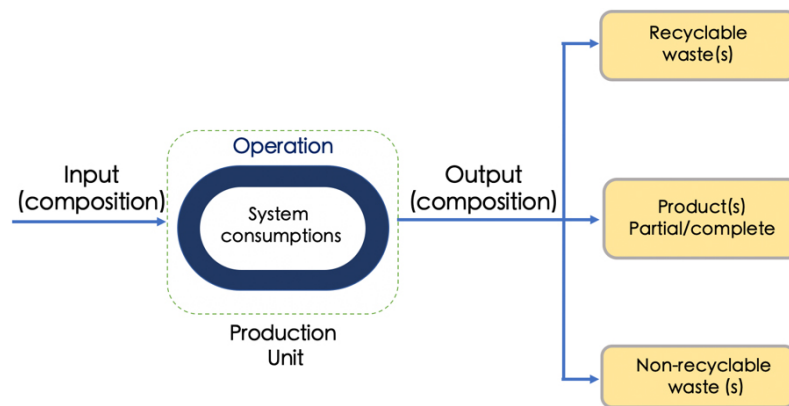 Input
(composition)
Operation
System
consumptions
Production
Unit
Output
(composition)
Recyclable
waste(s)
Product(s)
Partial/complete
Non-recyclable
waste (s)